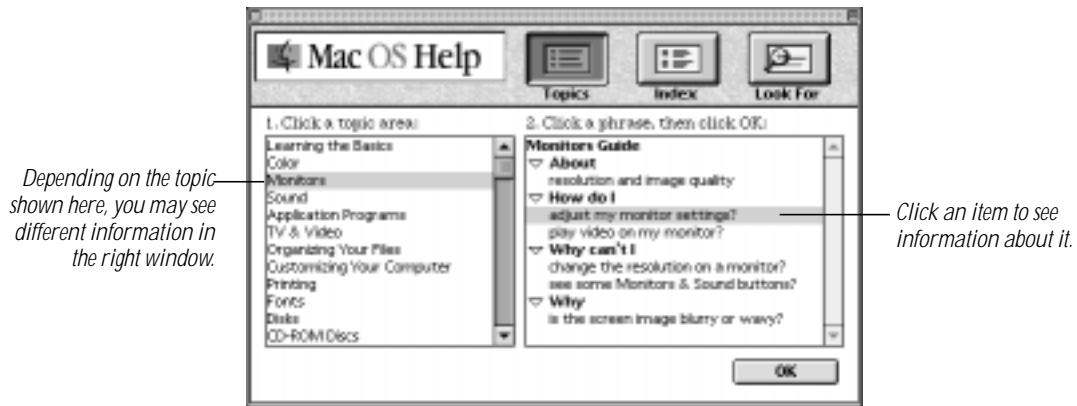 Mac OS Help
Topics
Index
Look For
1. Click a topic area:
Learning the Basics
Color
Monitors
Sound
Application Programs
TV & Video
Organizing Your Files
Customizing Your Computer
Printing
Fonts
Disks
CD-ROM Discs
2. Click a phrase, then click OK:
Monitors Guide
About
resolution and image quality
How do I
adjust my monitor settings?
play video on my monitor?
Why can't I
change the resolution on a monitor?
see some Monitors & Sound buttons?
Why
is the screen image blurry or wavy?
OK
Depending on the topic
shown here, you may see
different information in
the right window.
Click an item to see
information about it.